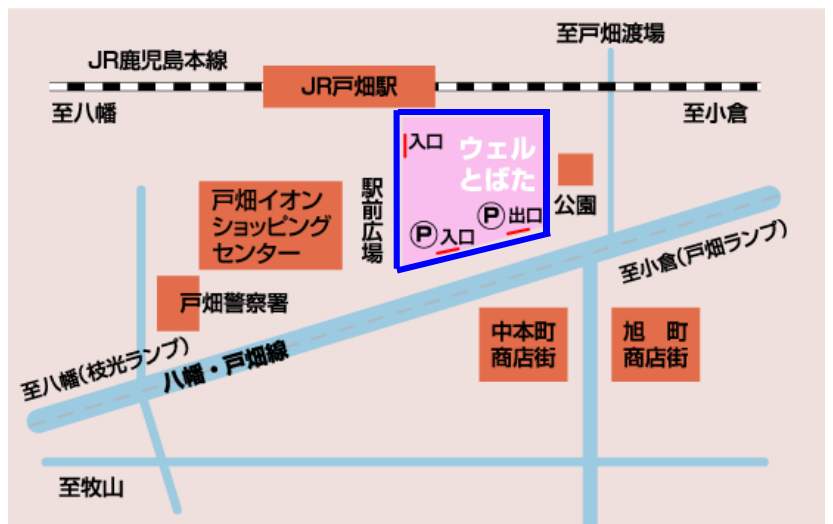 至戸畑渡場
JR鹿児島本線
JR戸畑駅
至八幡
至小倉
入口
ウェル
とばた
公園
駅前広場
戸畑イオン
ショッピング
センター
Ⓟ入口
Ⓟ出口
至小倉(戸畑ランプ)
戸畑警察署
中本町
商店街
旭 町
商店街
至八幡(枝光ランプ)
八幡・戸畑線
至牧山